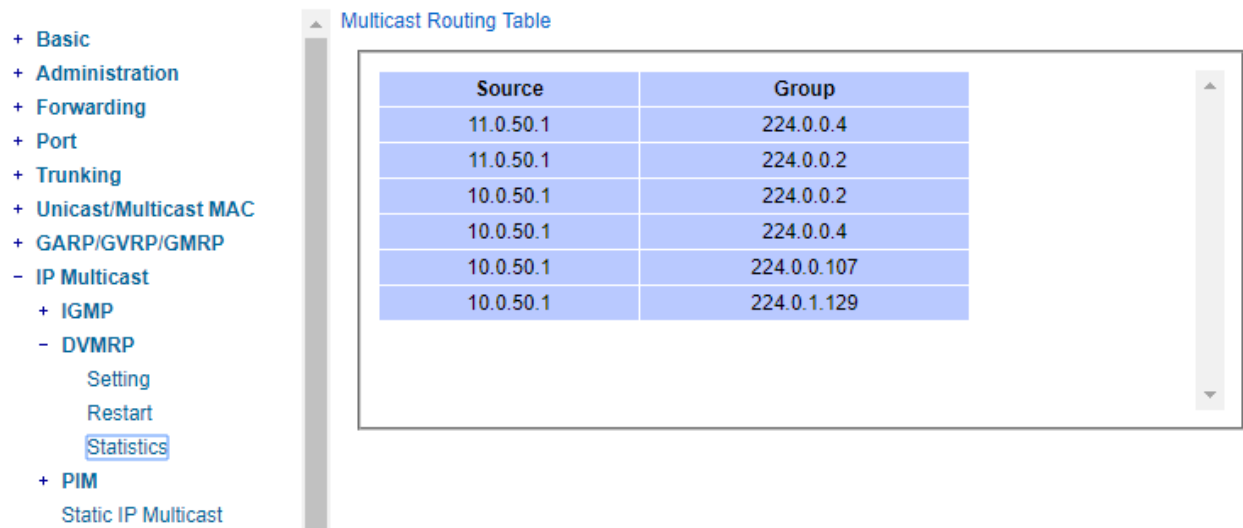 + Basic
+ Administration
+ Forwarding
+ Port
+ Trunking
+ Unicast/Multicast MAC
+ GARP/GVRP/GMRP
- IP Multicast
+ IGMP
- DVMRP
Setting
Restart
Statistics
+ PIM
Static IP Multicast
Multicast Routing Table
Source Group
11.0.50.1 224.0.0.4
11.0.50.1 224.0.0.2
10.0.50.1 224.0.0.2
10.0.50.1 224.0.0.4
10.0.50.1 224.0.0.107
10.0.50.1 224.0.1.129